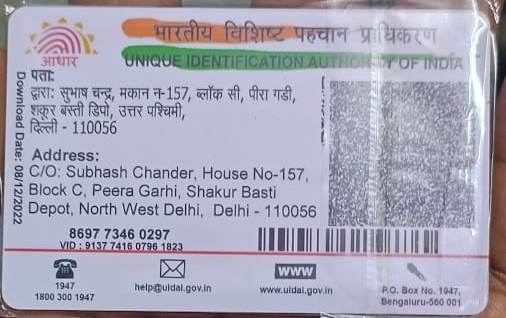 भारतीय विशिष्ट पहचान प्राधिकरण
आधार
UNIQUE IDENTIFICATION AUTHORITY OF INDIA
पता:
द्वारा: सुभाष चन्द्र, मकान न-157, ब्लॉक सी, पीरा गडी,
शकूर बस्ती डिपो, उत्तर पश्चिमी,
दिल्ली - 110056
Address:
C/O: Subhash Chander, House No-157,
Block C, Peera Garhi, Shakur Basti
Depot, North West Delhi, Delhi - 110056
Download Date: 08/12/2022
8697 7346 0297
VID : 9137 7416 0796 1823
1947
1800 300 1947
help@uidai.gov.in
www
www.uidai.gov.in
P.O. Box No. 1947,
Bengaluru-560 001